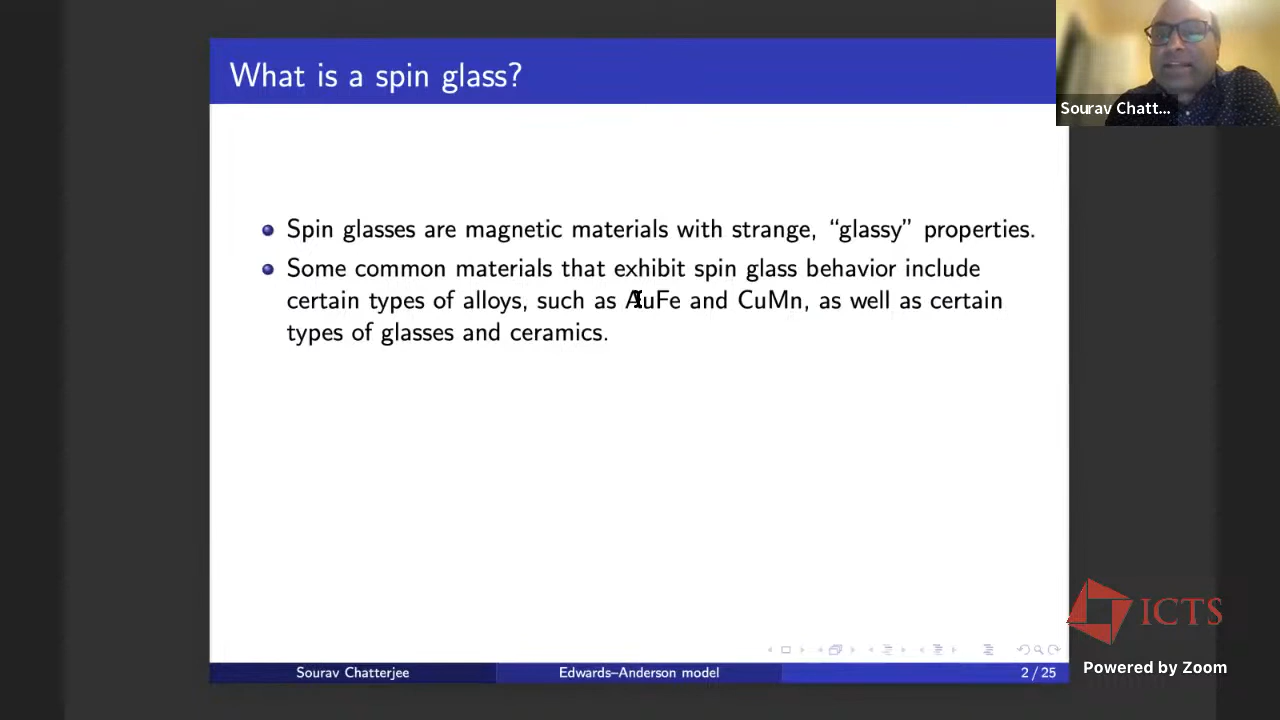 What is a spin glass?
Sourav Chatt...
Spin glasses are magnetic materials with strange, “glassy” properties.
Some common materials that exhibit spin glass behavior include
certain types of alloys, such as AuFe and CuMn, as well as certain
types of glasses and ceramics.
ICTS
Powered by Zoom
Sourav Chatterjee
Edwards–Anderson model
2 / 25